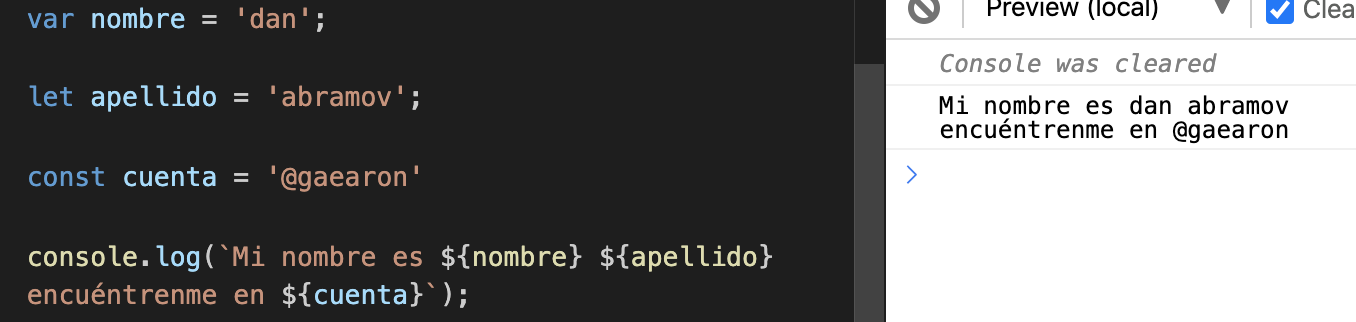 var nombre = 'dan';
let apellido = 'abramov';
const cuenta = '@gaearon'
console.log(`Mi nombre es ${nombre} ${apellido}
encuéntrenme en ${cuenta}`);
Preview (local)
Clea
Console was cleared
Mi nombre es dan abramov
encuéntrenme en @gaearon